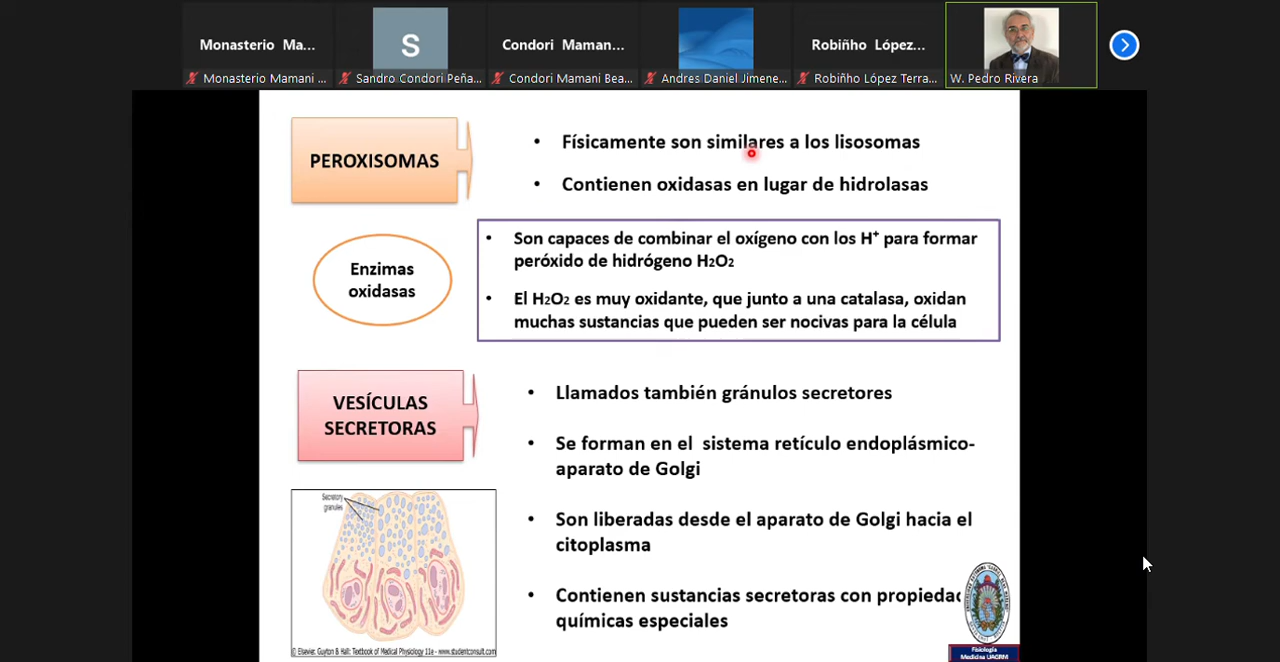 Monasterio Ma...
S
Condori Maman...
Robiñho López...
Monasterio Mamani ...
Sandro Condori Peña...
Condori Mamani Bea...
Andres Daniel Jimene...
Robiñho López Terra...
W. Pedro Rivera
PEROXISOMAS
• Físicamente son similares a los lisosomas
• Contienen oxidasas en lugar de hidrolasas
Enzimas
oxidasas
• Son capaces de combinar el oxígeno con los H+ para formar
peróxido de hidrógeno H2O2
• El H2O2 es muy oxidante, que junto a una catalasa, oxidan
muchas sustancias que pueden ser nocivas para la célula
VESÍCULAS
SECRETORAS
• Llamados también gránulos secretores
• Se forman en el sistema retículo endoplásmico-
aparato de Golgi
• Son liberadas desde el aparato de Golgi hacia el
citoplasma
• Contienen sustancias secretoras con propiedad
químicas especiales
Secretory
granules
© Elsevier. Guyton & Hall: Textbook of Medical Physiology 11e - www.studentconsult.com
Fisiología
Medicina UAGRM